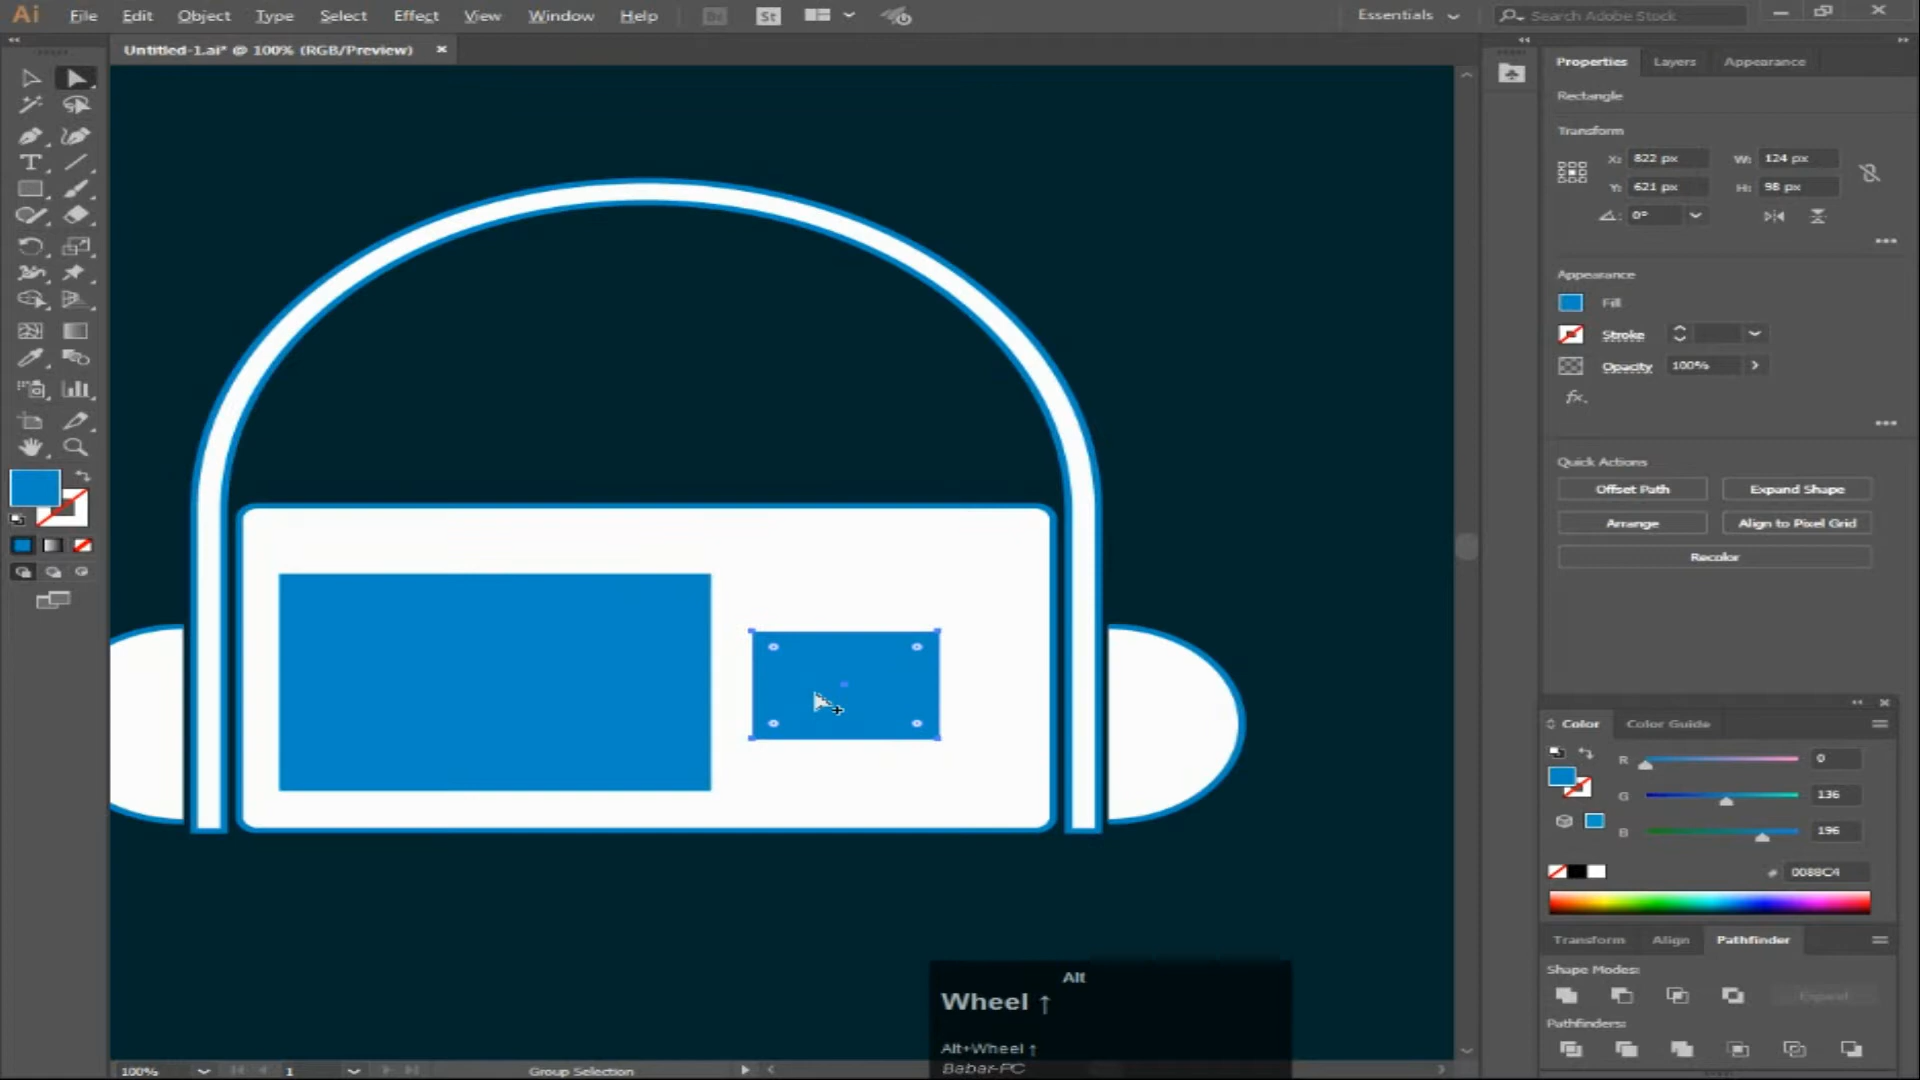 Ai File Edit Object Type Select Effect View Window Help St Essentials Search Adobe Stock
Untitled-1.ai* @ 100% (RGB/Preview) ×
Properties Layers Appearance
Rectangle
Transform
X: 822 px W: 124 px
Y: 621 px H: 98 px
0°
Appearance
Fill
Stroke
Opacity 100%
fx.
Quick Actions
Offset Path Expand Shape
Arrange Align to Pixel Grid
Recolor
Color Color Guide
R 0
G 136
B 196
# 0088C4
Transform Align Pathfinder
Shape Modes:
Expand
Pathfinders:
Alt
Wheel ↑
Alt+Wheel ↑
Babar-PC
100% 1 Group Selection